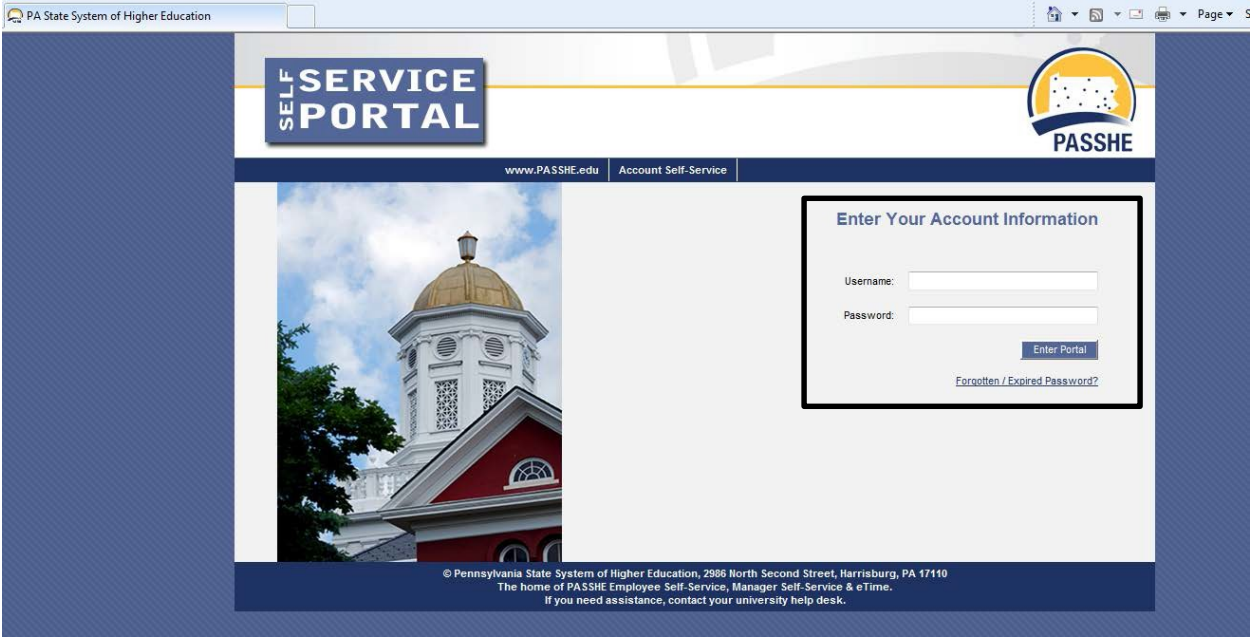 PA State System of Higher Education
Page
SELF
SERVICE
PORTAL
PASSHE
www.PASSHE.edu Account Self-Service
Enter Your Account Information
Username:
Password:
Enter Portal
Forgotten / Expired Password?
© Pennsylvania State System of Higher Education, 2986 North Second Street, Harrisburg, PA 17110
The home of PASSHE Employee Self-Service, Manager Self-Service & eTime.
If you need assistance, contact your university help desk.